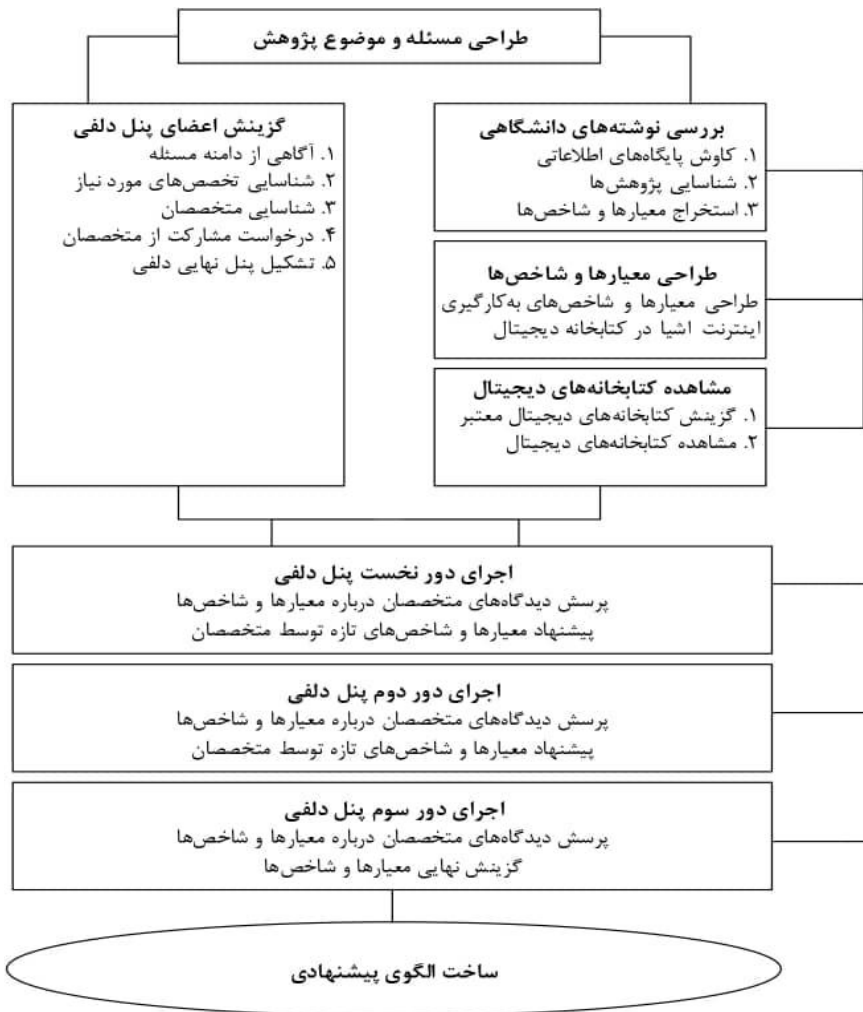 طراحی مسئله و موضوع پژوهش
بررسی نوشته‌های دانشگاهی
۱. کاوش پایگاه‌های اطلاعاتی
۲. شناسایی پژوهش‌ها
۳. استخراج معیارها و شاخص‌ها
طراحی معیارها و شاخص‌ها
طراحی معیارها و شاخص‌های به‌کارگیری
اینترنت اشیا در کتابخانه دیجیتال
مشاهده کتابخانه‌های دیجیتال
۱. گزینش کتابخانه‌های دیجیتال معتبر
۲. مشاهده کتابخانه‌های دیجیتال
گزینش اعضای پنل دلفی
۱. آگاهی از دامنه مسئله
۲. شناسایی تخصص‌های مورد نیاز
۳. شناسایی متخصصان
۴. درخواست مشارکت از متخصصان
۵. تشکیل پنل نهایی دلفی
اجرای دور نخست پنل دلفی
پرسش دیدگاه‌های متخصصان درباره معیارها و شاخص‌ها
پیشنهاد معیارها و شاخص‌های تازه توسط متخصصان
اجرای دور دوم پنل دلفی
پرسش دیدگاه‌های متخصصان درباره معیارها و شاخص‌ها
پیشنهاد معیارها و شاخص‌های تازه توسط متخصصان
اجرای دور سوم پنل دلفی
پرسش دیدگاه‌های متخصصان درباره معیارها و شاخص‌ها
گزینش نهایی معیارها و شاخص‌ها
ساخت الگوی پیشنهادی